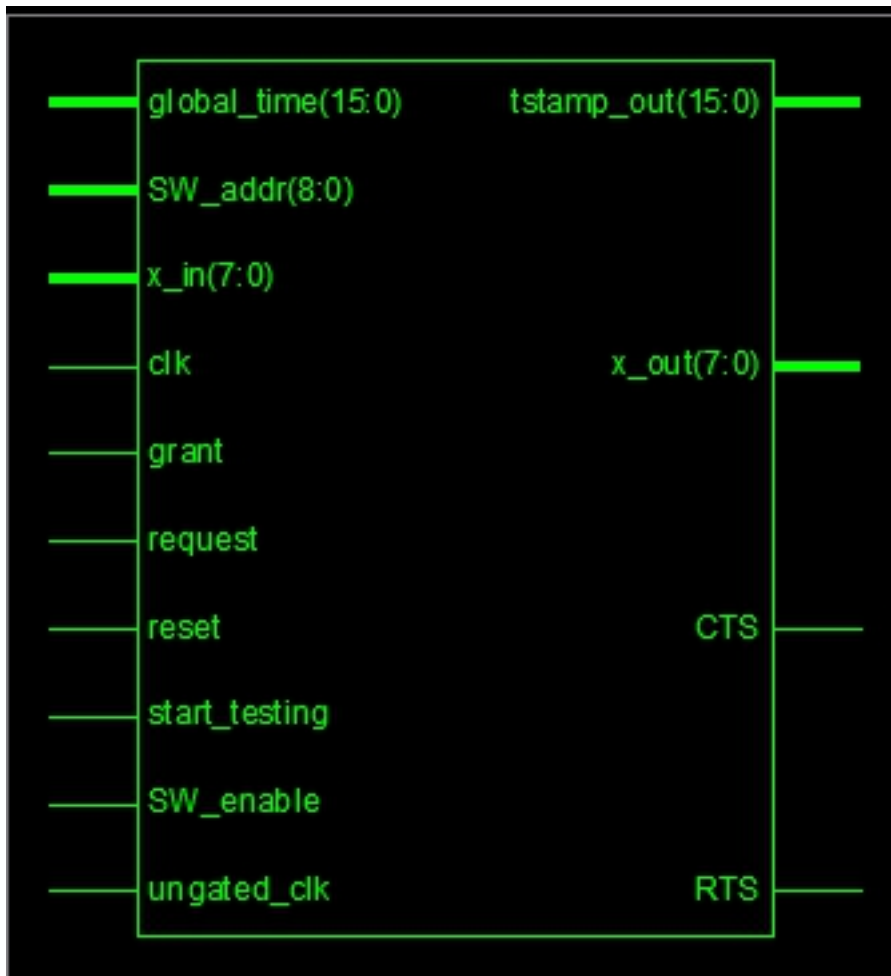 global_time(15:0) tstamp_out(15:0)
SW_addr(8:0)
x_in(7:0)
clk x_out(7:0)
grant
request
reset CTS
start_testing
SW_enable
ungated_clk RTS